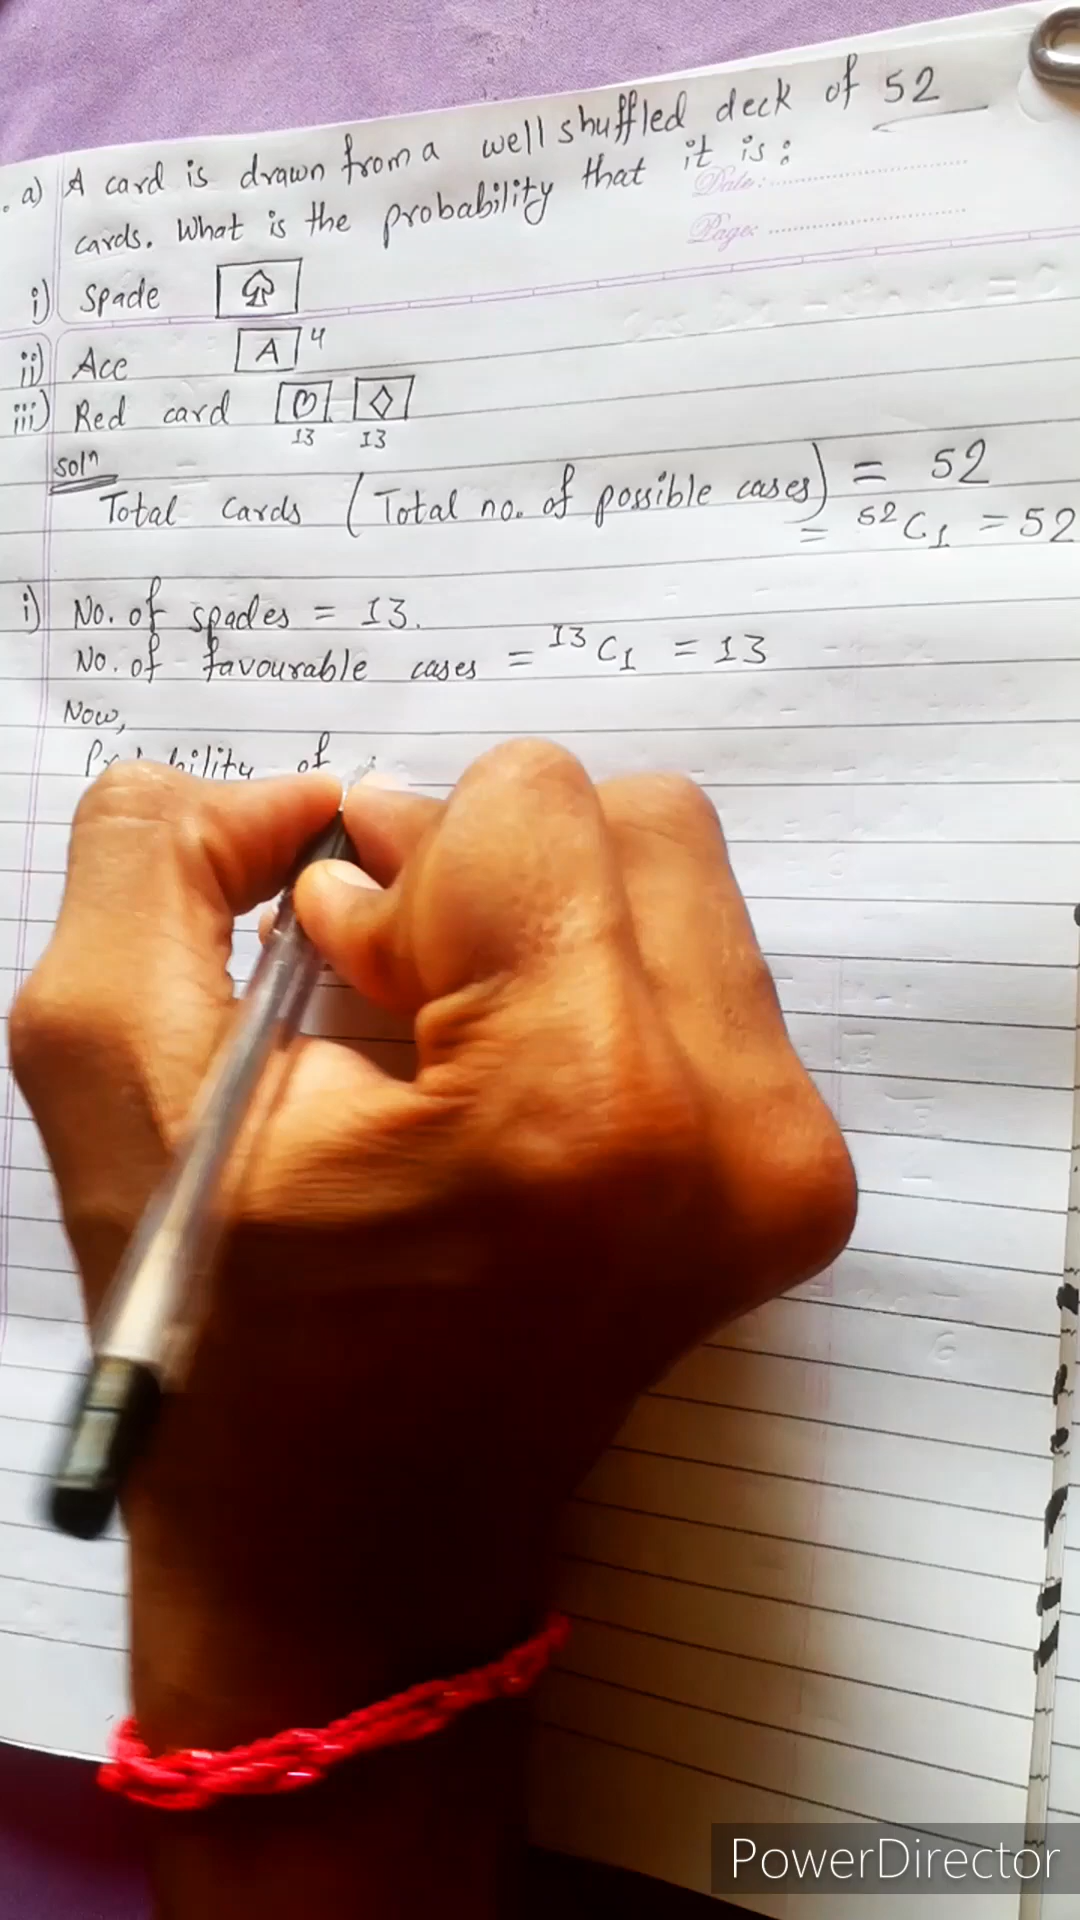 a) A card is drawn from a well shuffled deck of 52
cards. What is the probability that it is:
Date:
Page:
i) Spade
ii) Ace A 4
iii) Red card
13 13
Solⁿ
Total Cards (Total no. of possible cases) = 52
= ⁵²C₁ = 52
i) No. of spades = 13.
No. of favourable cases = ¹³C₁ = 13
Now,
of
PowerDirector